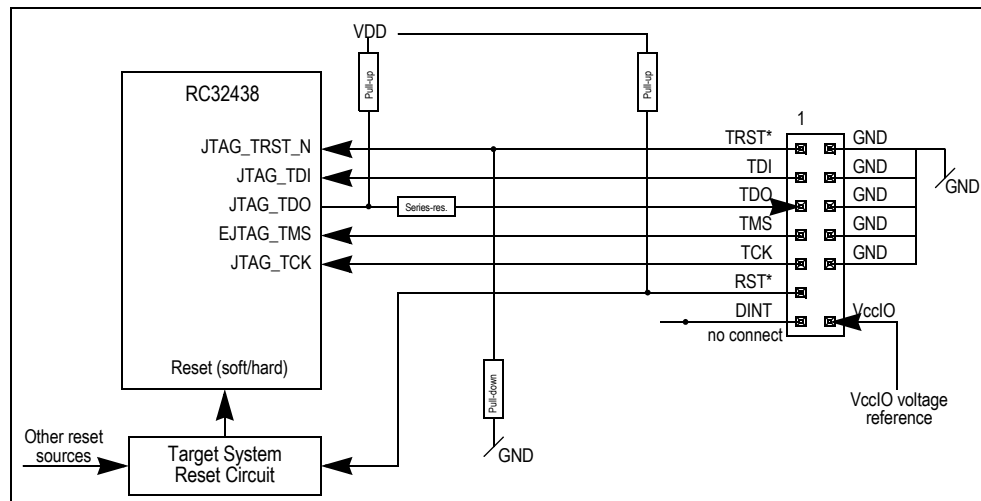 VDD
Pull-up
Pull-up
RC32438
1
JTAG_TRST_N
TRST*
GND
JTAG_TDI
TDI
GND
GND
JTAG_TDO
Series-res.
TDO
GND
EJTAG_TMS
TMS
GND
JTAG_TCK
TCK
GND
RST*
DINT
VccIO
no connect
Reset (soft/hard)
Pull-down
VccIO voltage
reference
Other reset
sources
Target System
Reset Circuit
GND